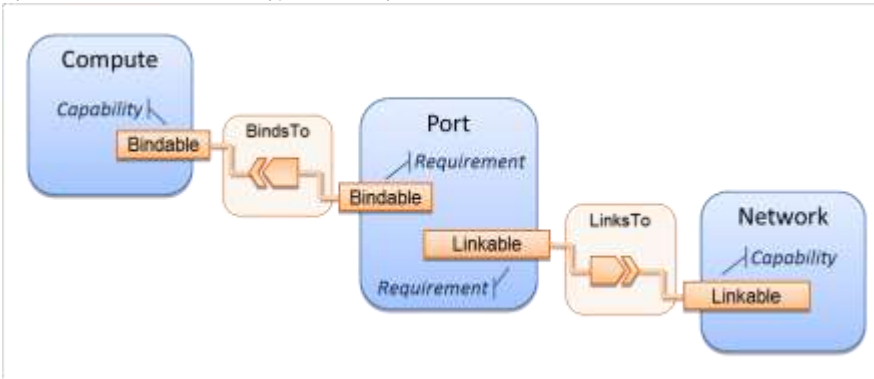 Compute
Capability
Bindable
BindsTo
Port
Requirement
Bindable
Linkable
Requirement
LinksTo
Network
Capability
Linkable